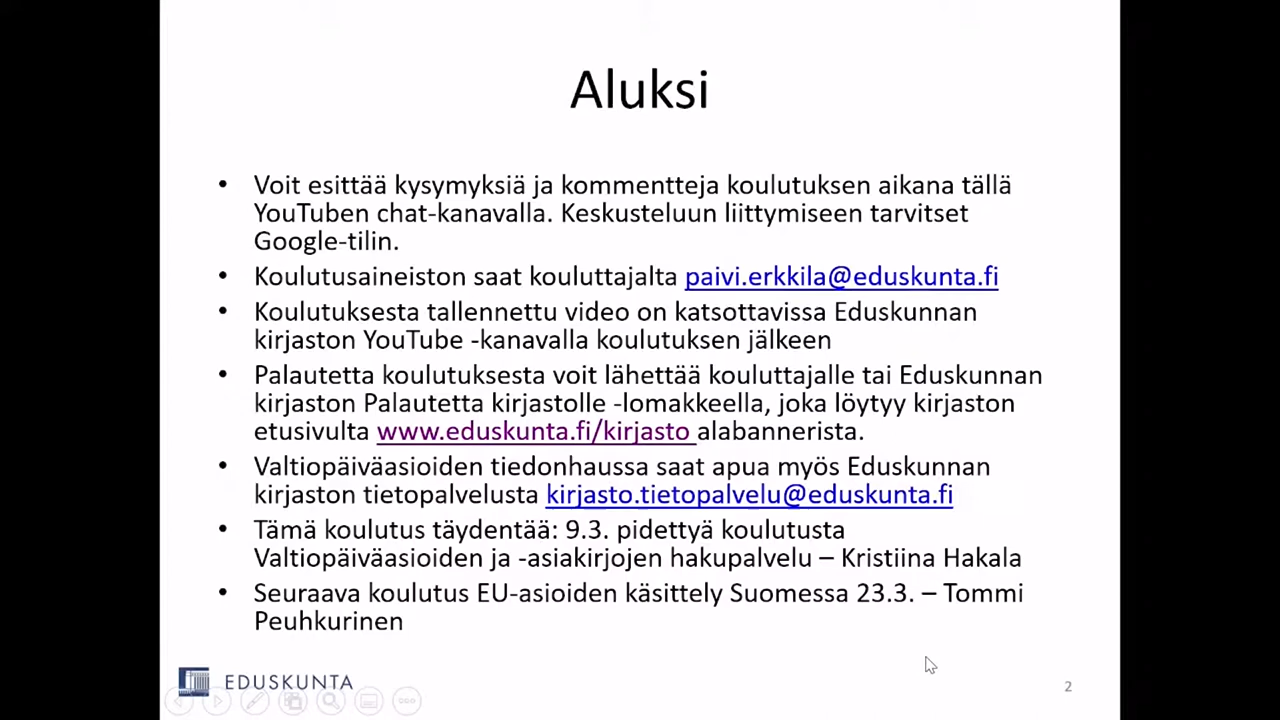 Aluksi
• Voit esittää kysymyksiä ja kommentteja koulutuksen aikana tällä
YouTuben chat-kanavalla. Keskusteluun liittymiseen tarvitset
Google-tilin.
• Koulutusaineiston saat kouluttajalta paivi.erkkila@eduskunta.fi
• Koulutuksesta tallennettu video on katsottavissa Eduskunnan
kirjaston YouTube -kanavalla koulutuksen jälkeen
• Palautetta koulutuksesta voit lähettää kouluttajalle tai Eduskunnan
kirjaston Palautetta kirjastolle -lomakkeella, joka löytyy kirjaston
etusivulta www.eduskunta.fi/kirjasto alabannerista.
• Valtiopäiväasioiden tiedonhaussa saat apua myös Eduskunnan
kirjaston tietopalvelusta kirjasto.tietopalvelu@eduskunta.fi
• Tämä koulutus täydentää: 9.3. pidettyä koulutusta
Valtiopäiväasioiden ja -asiakirjojen hakupalvelu – Kristiina Hakala
• Seuraava koulutus EU-asioiden käsittely Suomessa 23.3. – Tommi
Peuhkurinen
EDUSKUNTA
2